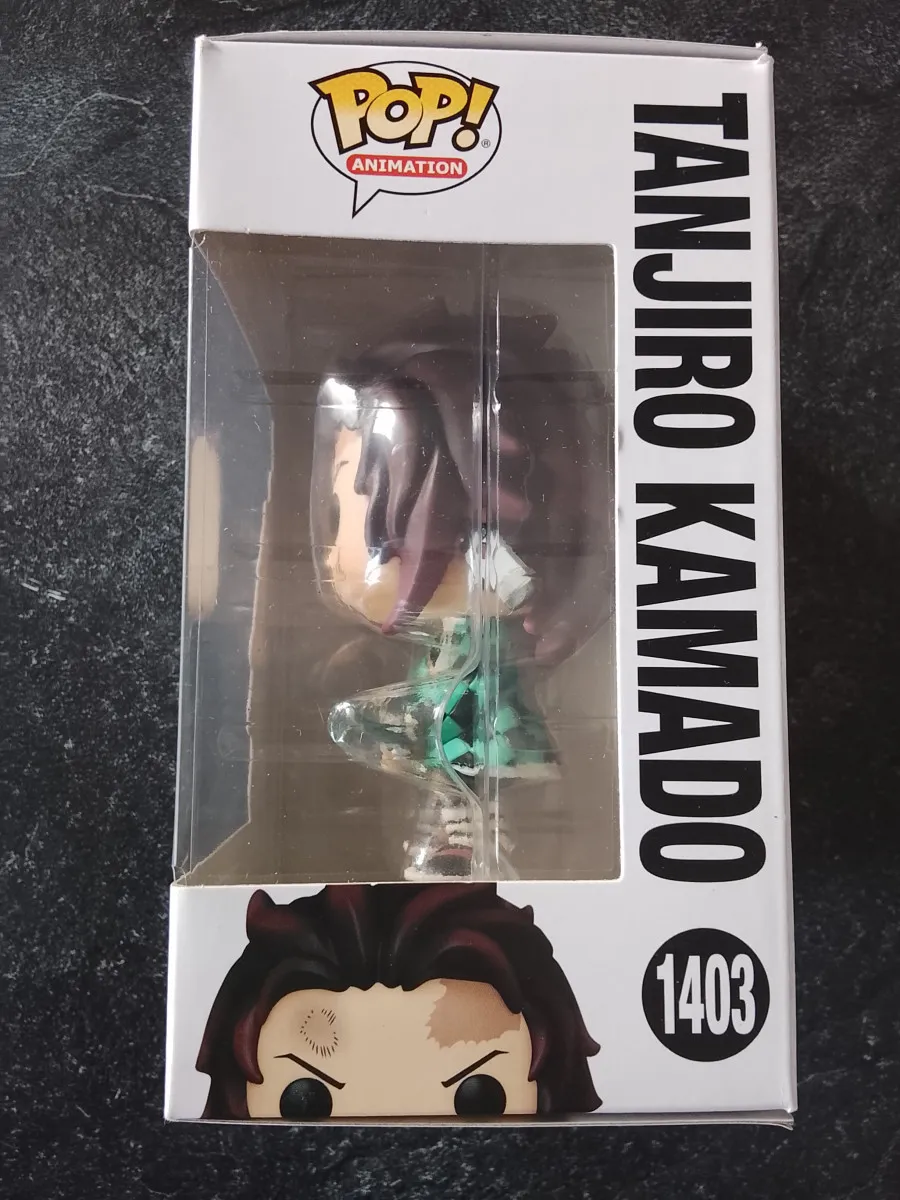 POP!
®
ANIMATION
TANJIRO KAMADO
1403